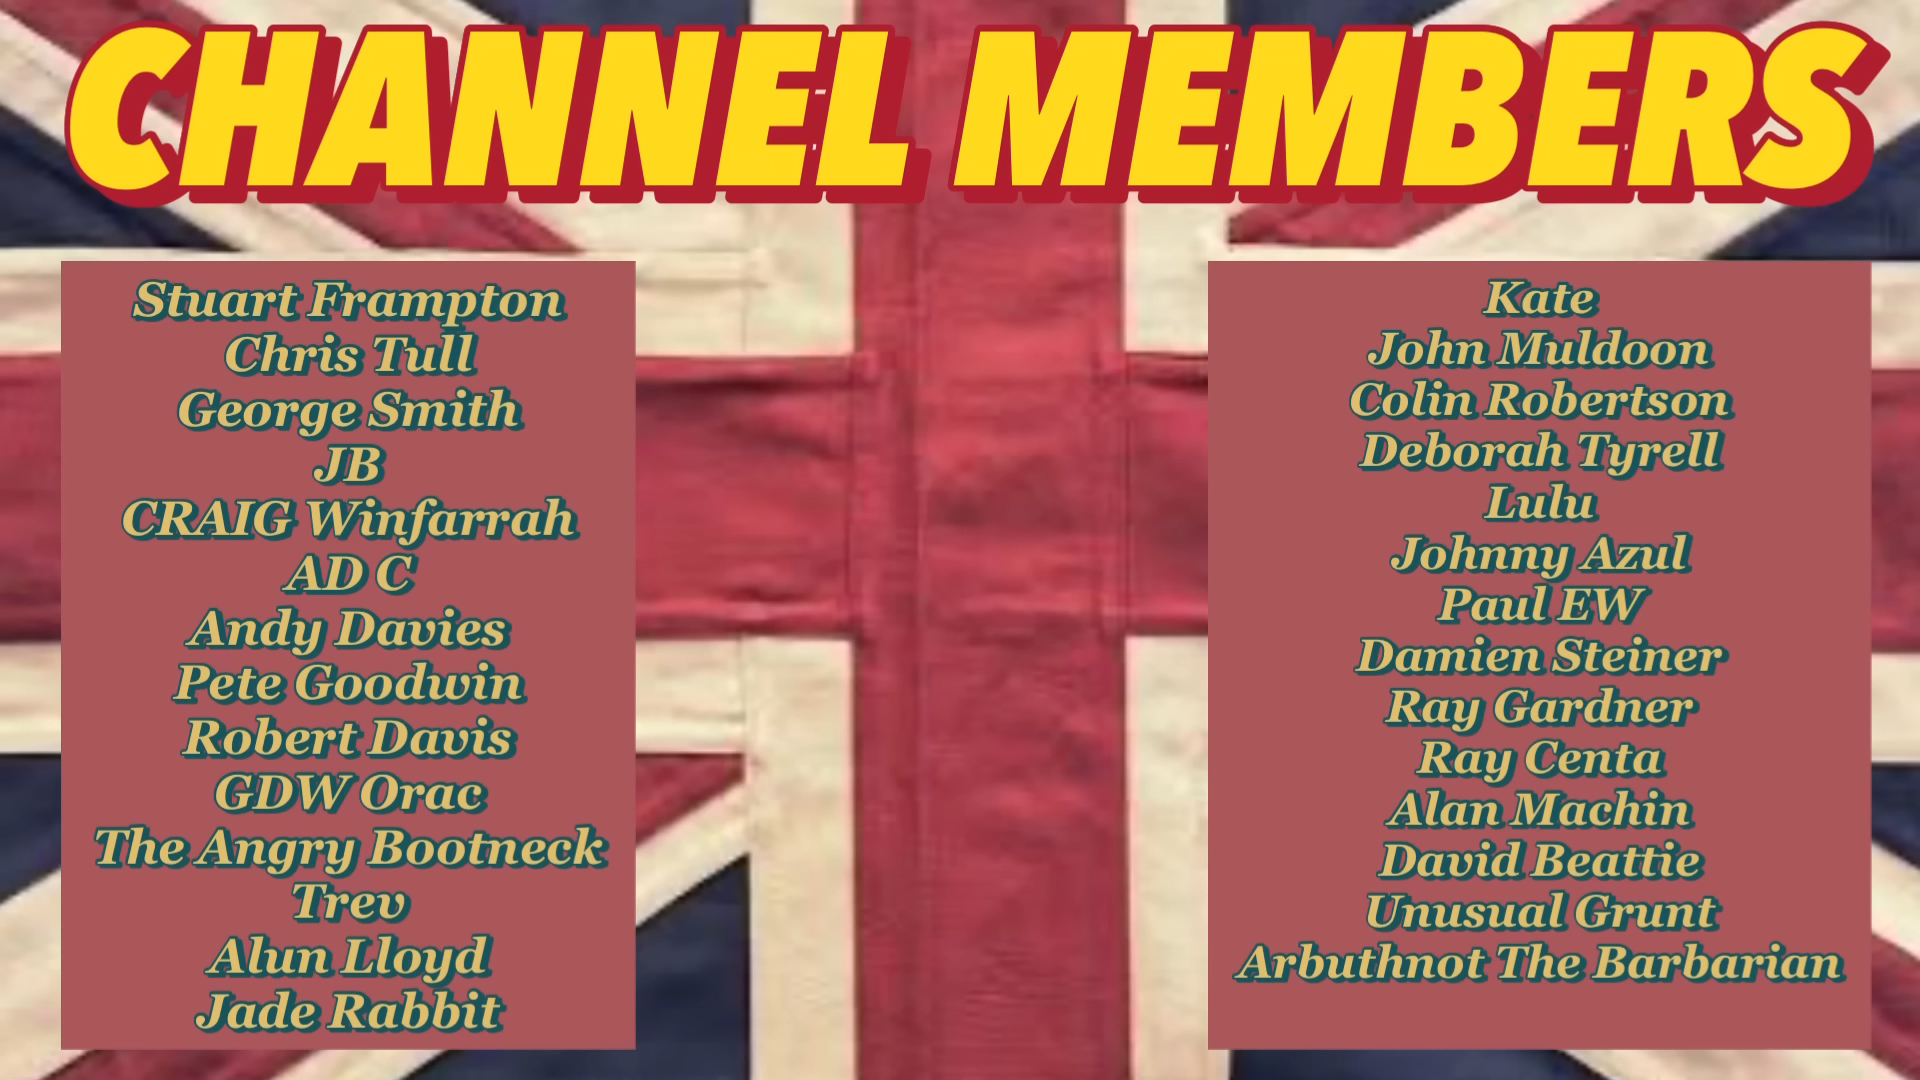 CHANNEL MEMBERS
Stuart Frampton
Chris Tull
George Smith
JB
CRAIG Winfarrah
AD C
Andy Davies
Pete Goodwin
Robert Davis
GDW Orac
The Angry Bootneck
Trev
Alun Lloyd
Jade Rabbit
Kate
John Muldoon
Colin Robertson
Deborah Tyrell
Lulu
Johnny Azul
Paul EW
Damien Steiner
Ray Gardner
Ray Centa
Alan Machin
David Beattie
Unusual Grunt
Arbuthnot The Barbarian